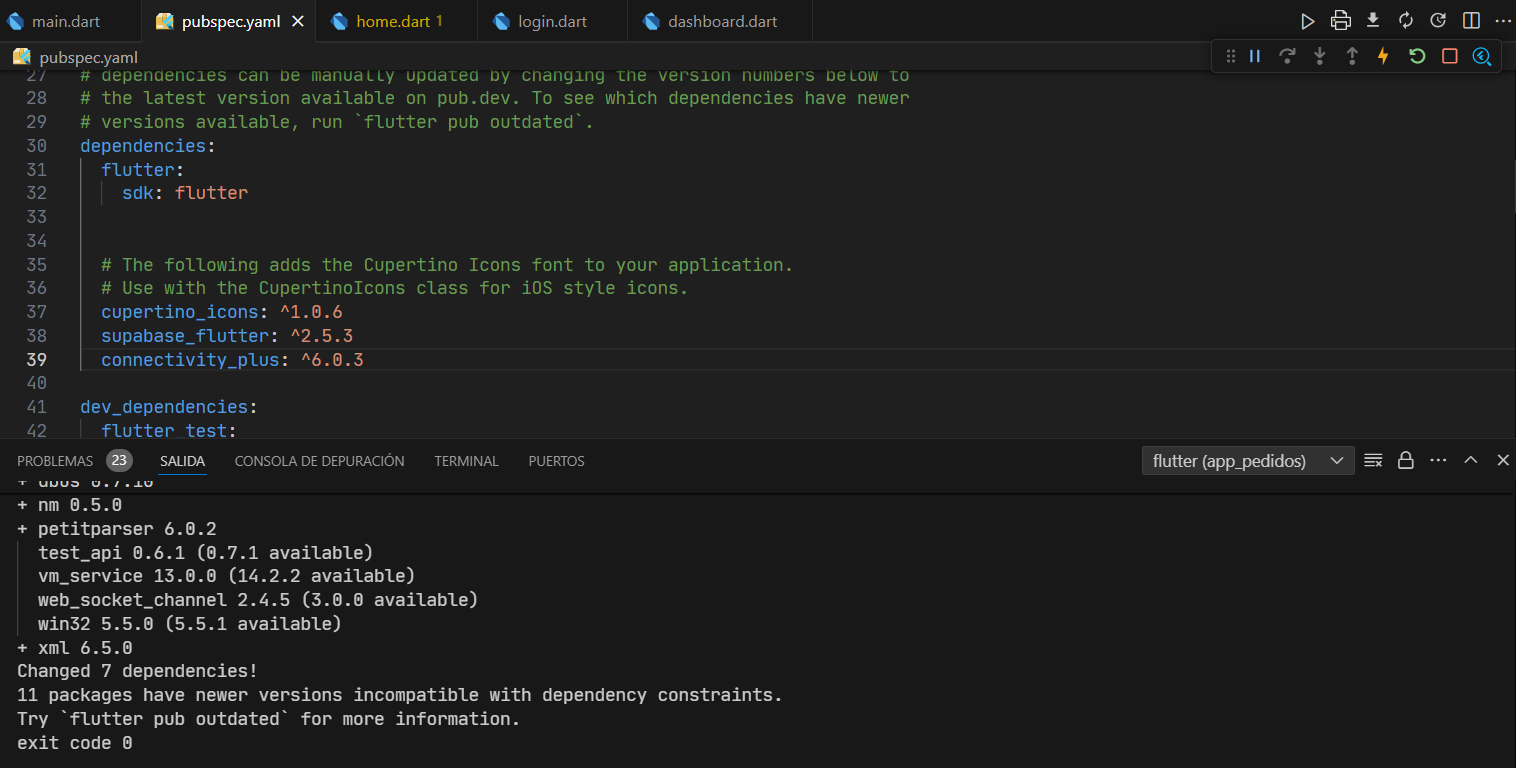 main.dart
pubspec.yaml
home.dart 1
login.dart
dashboard.dart
pubspec.yaml
27 # dependencies can be manually updated by changing the version numbers below to
28 # the latest version available on pub.dev. To see which dependencies have newer
29 # versions available, run `flutter pub outdated`.
30 dependencies:
31 flutter:
32 sdk: flutter
33
34
35 # The following adds the Cupertino Icons font to your application.
36 # Use with the CupertinoIcons class for iOS style icons.
37 cupertino_icons: ^1.0.6
38 supabase_flutter: ^2.5.3
39 connectivity_plus: ^6.0.3
40
41 dev_dependencies:
42 flutter_test:
PROBLEMAS 23 SALIDA CONSOLA DE DEPURACIÓN TERMINAL PUERTOS flutter (app_pedidos)
+ dbus 0.7.10
+ nm 0.5.0
+ petitparser 6.0.2
test_api 0.6.1 (0.7.1 available)
vm_service 13.0.0 (14.2.2 available)
web_socket_channel 2.4.5 (3.0.0 available)
win32 5.5.0 (5.5.1 available)
+ xml 6.5.0
Changed 7 dependencies!
11 packages have newer versions incompatible with dependency constraints.
Try `flutter pub outdated` for more information.
exit code 0